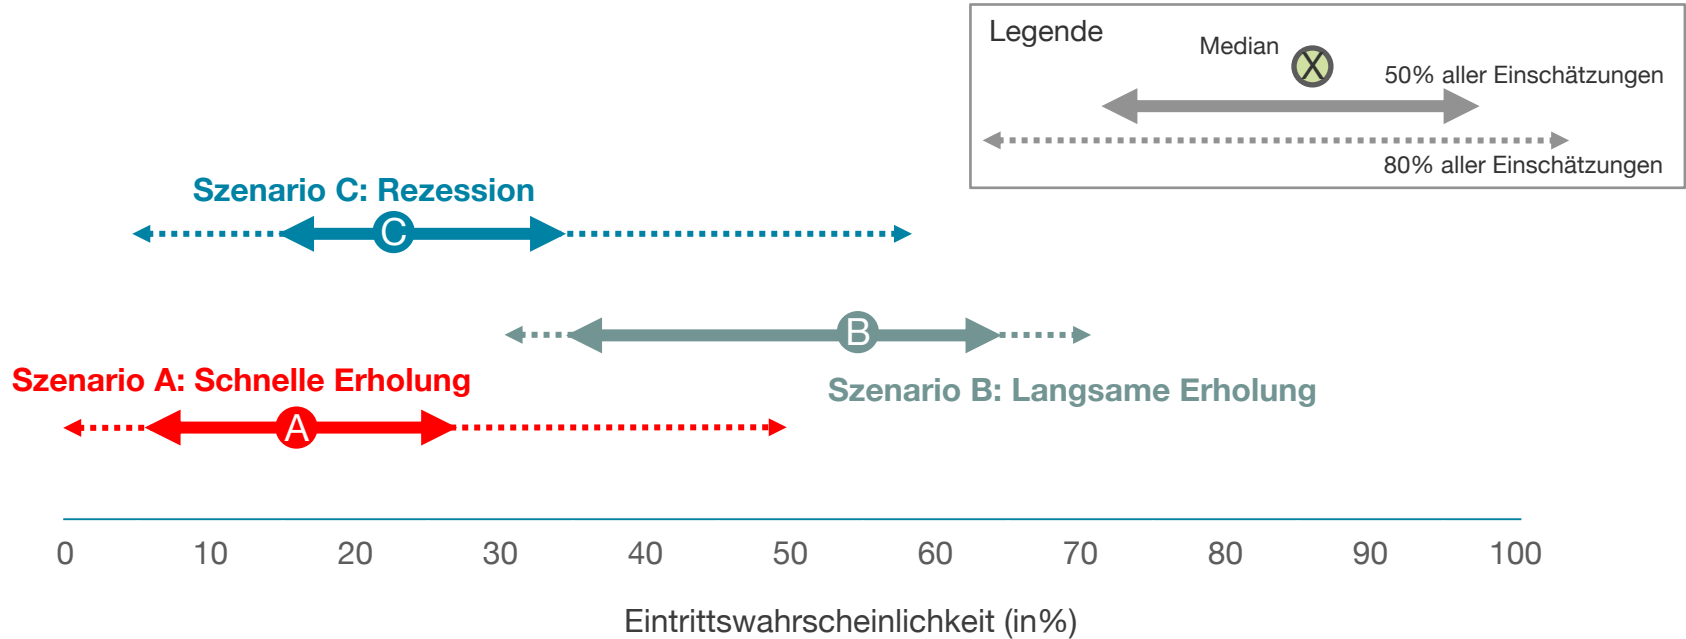 Legende
Median
X
50% aller Einschätzungen
80% aller Einschätzungen
Szenario C: Rezession
C
B
Szenario A: Schnelle Erholung
Szenario B: Langsame Erholung
A
0 10 20 30 40 50 60 70 80 90 100
Eintrittswahrscheinlichkeit (in%)